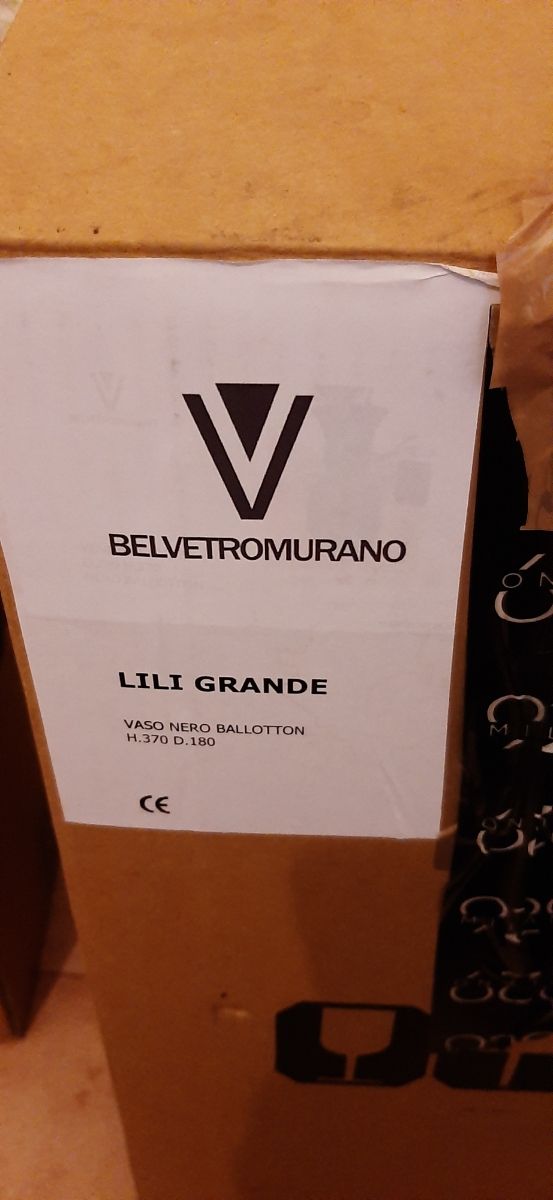 BELVETROMURANO
LILI GRANDE
VASO NERO BALLOTTON
H.370 D.180
CE